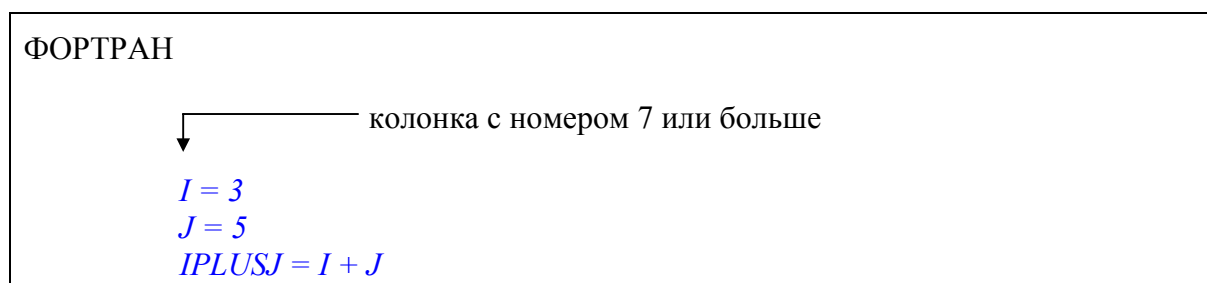 ФОРТРАН
колонка с номером 7 или больше
I = 3
J = 5
IPLUSJ = I + J